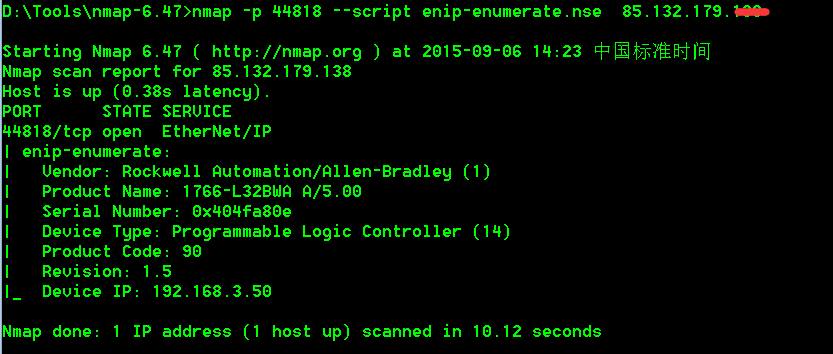 D:\Tools\nmap-6.47>nmap -p 44818 --script enip-enumerate.nse 85.132.179.
Starting Nmap 6.47 ( http://nmap.org ) at 2015-09-06 14:23 中国标准时间
Nmap scan report for 85.132.179.138
Host is up (0.38s latency).
PORT STATE SERVICE
44818/tcp open EtherNet/IP
| enip-enumerate:
| Vendor: Rockwell Automation/Allen-Bradley (1)
| Product Name: 1766-L32BWA A/5.00
| Serial Number: 0x404fa80e
| Device Type: Programmable Logic Controller (14)
| Product Code: 90
| Revision: 1.5
|_ Device IP: 192.168.3.50
Nmap done: 1 IP address (1 host up) scanned in 10.12 seconds